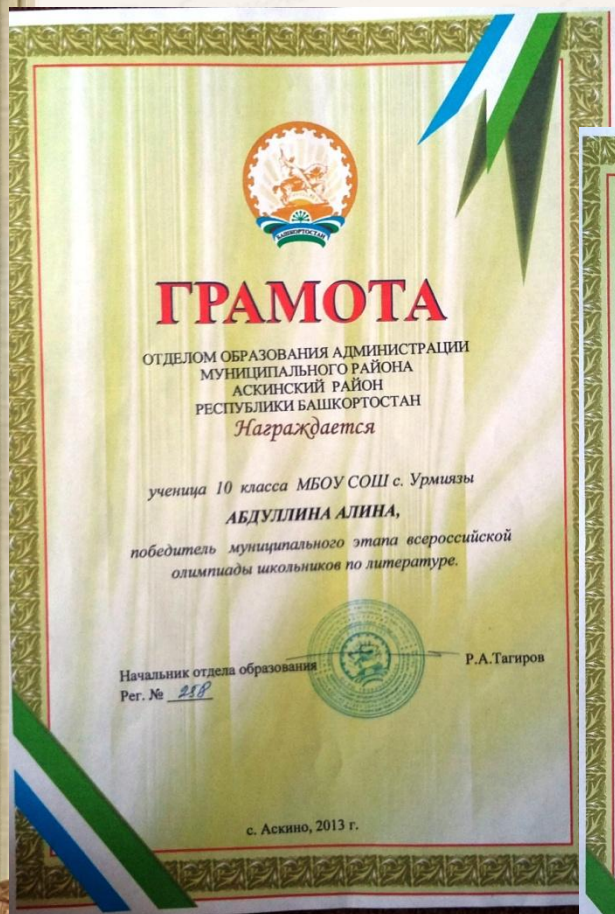 БАШКОРТОСТАН
ГРАМОТА
ОТДЕЛОМ ОБРАЗОВАНИЯ АДМИНИСТРАЦИИ
МУНИЦИПАЛЬНОГО РАЙОНА
АСКИНСКИЙ РАЙОН
РЕСПУБЛИКИ БАШКОРТОСТАН
Награждается
ученица 10 класса МБОУ СОШ с. Урмиязы
АБДУЛЛИНА АЛИНА,
победитель муниципального этапа всероссийской
олимпиады школьников по литературе.
Начальник отдела образования Р.А.Тагиров
Рег. № 258
с. Аскино, 2013 г.